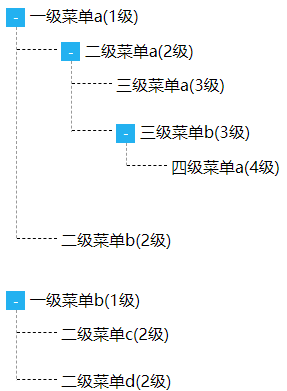 - 一级菜单a(1级)
- 二级菜单a(2级)
三级菜单a(3级)
- 三级菜单b(3级)
四级菜单a(4级)
二级菜单b(2级)
- 一级菜单b(1级)
二级菜单c(2级)
二级菜单d(2级)